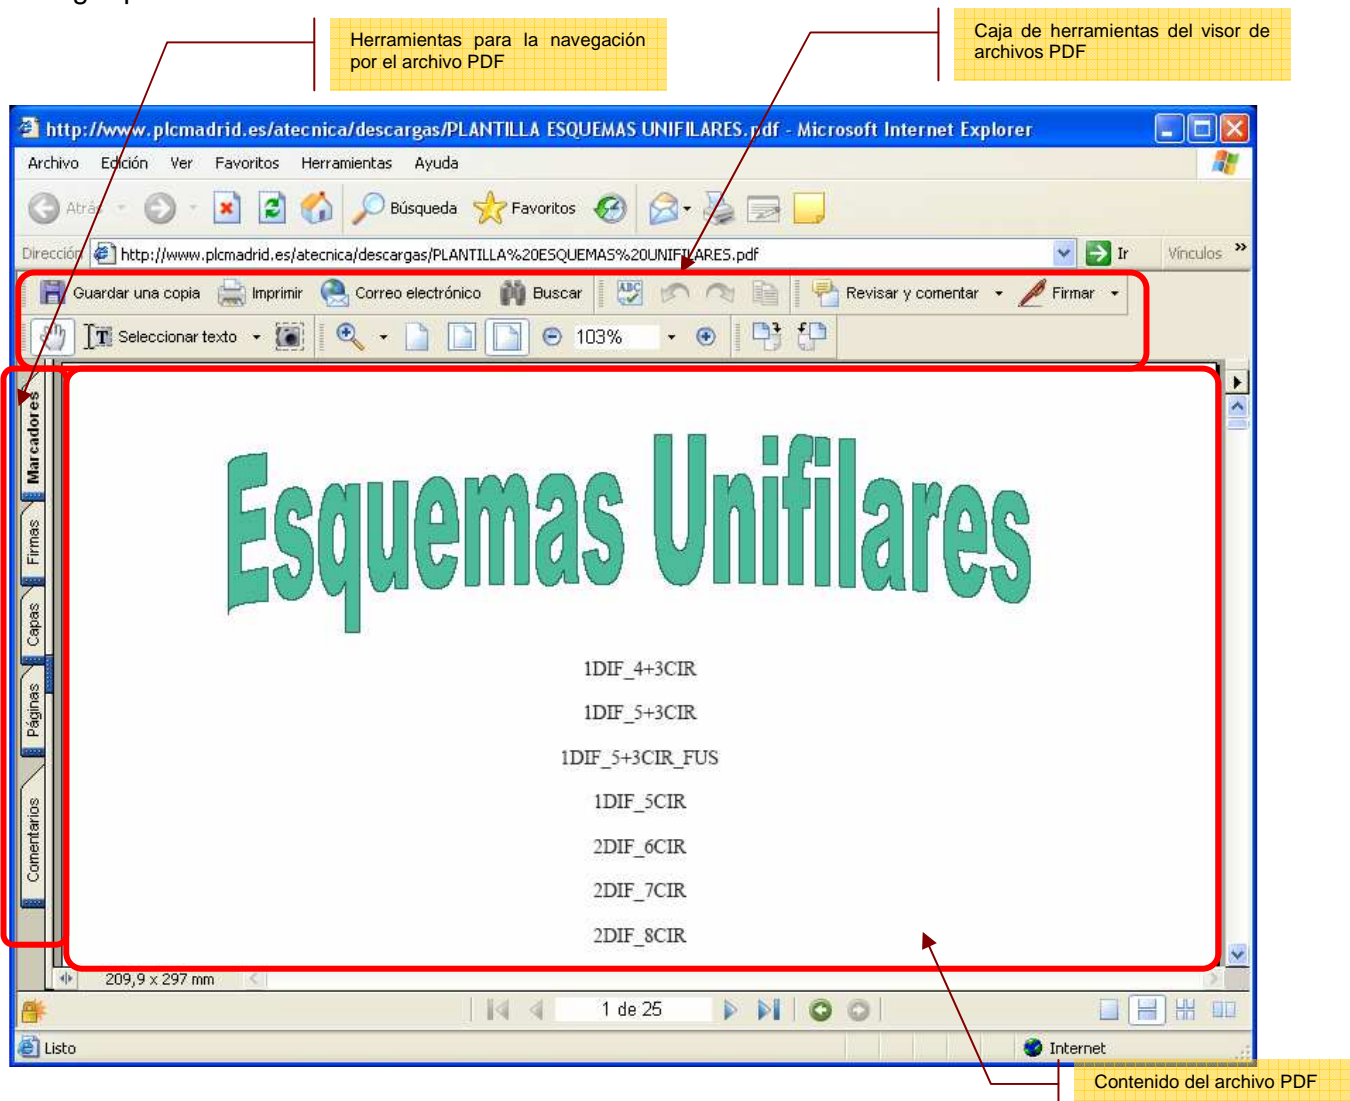 Herramientas para la navegación
por el archivo PDF
Caja de herramientas del visor de
archivos PDF
http://www.plcmadrid.es/atecnica/descargas/PLANTILLA ESQUEMAS UNIFILARES.pdf - Microsoft Internet Explorer
Archivo Edición Ver Favoritos Herramientas Ayuda
Atrás Búsqueda Favoritos
Dirección http://www.plcmadrid.es/atecnica/descargas/PLANTILLA%20ESQUEMAS%20UNIFILARES.pdf Ir Vínculos »
Guardar una copia Imprimir Correo electrónico Buscar ABC Revisar y comentar Firmar
T Seleccionar texto 103%
Marcadores
Firmas
Capas
Páginas
Comentarios
Esquemas Unifilares
1DIF_4+3CIR
1DIF_5+3CIR
1DIF_5+3CIR_FUS
1DIF_5CIR
2DIF_6CIR
2DIF_7CIR
2DIF_8CIR
209,9 x 297 mm
1 de 25
Listo Internet
Contenido del archivo PDF